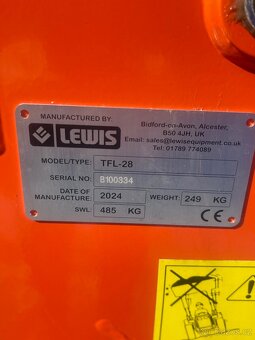 MANUFACTURED BY:
LEWIS
Bidford-on-Avon, Alcester,
B50 4JH, UK
Email: sales@lewisequipment.co.uk
Tel: 01789 774089
MODEL/TYPE: TFL-28
SERIAL NO: 8100334
DATE OF MANUFACTURE: 2024 WEIGHT: 249 KG
SWL: 485 KG CE